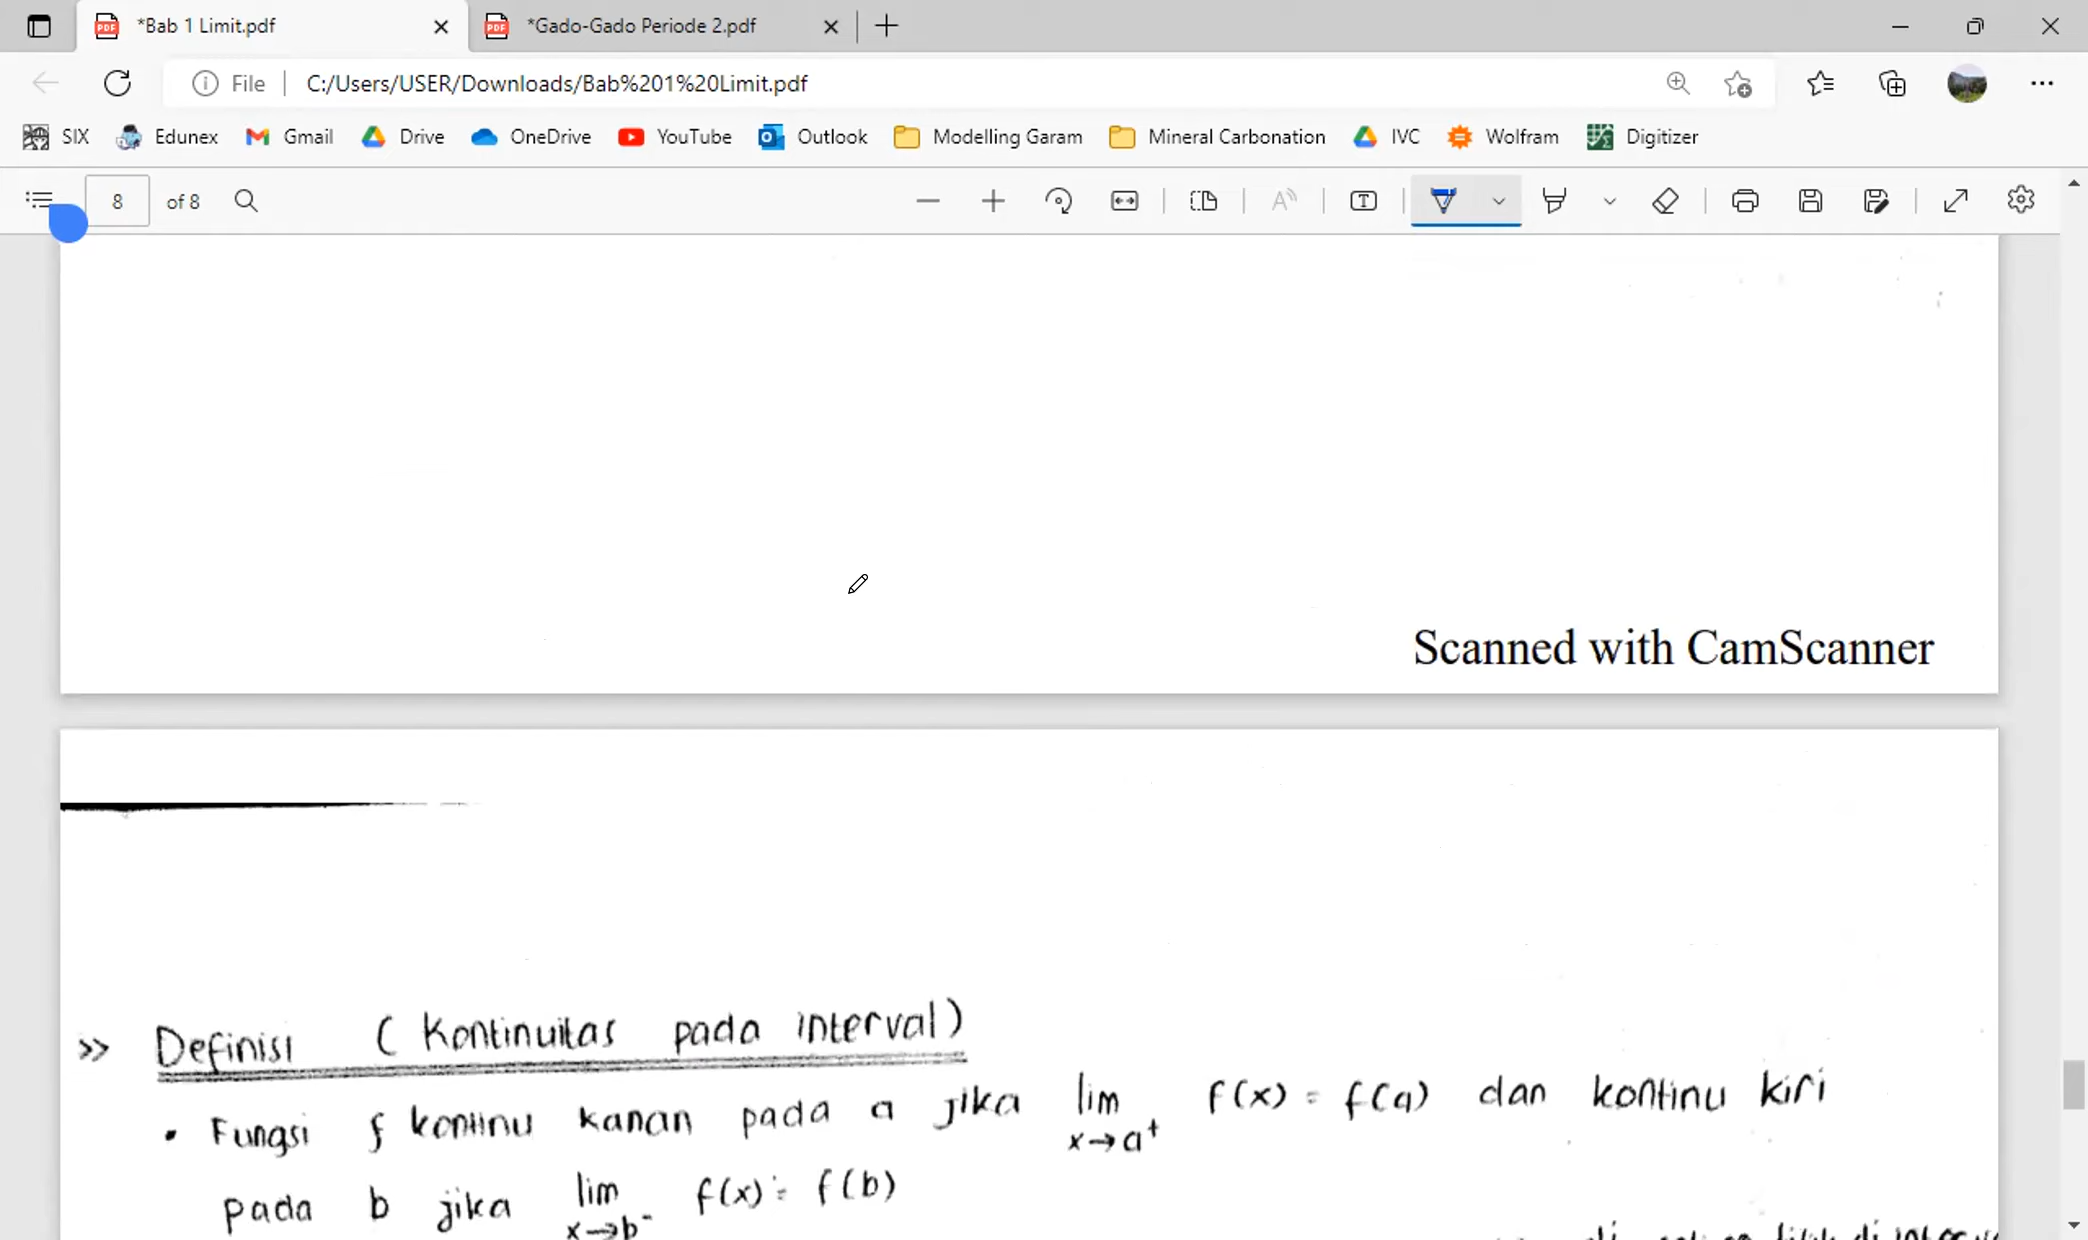 *Bab 1 Limit.pdf
*Gado-Gado Periode 2.pdf
File
C:/Users/USER/Downloads/Bab%201%20Limit.pdf
SIX
Edunex
Gmail
Drive
OneDrive
YouTube
Outlook
Modelling Garam
Mineral Carbonation
IVC
Wolfram
Digitizer
8
of 8
Scanned with CamScanner
>> Definisi (Kontinuitas pada interval)
• Fungsi f kontinu kanan pada a jika lim x→a⁺ f(x) = f(a) dan kontinu kiri
pada b jika lim x→b⁻ f(x) = f(b)